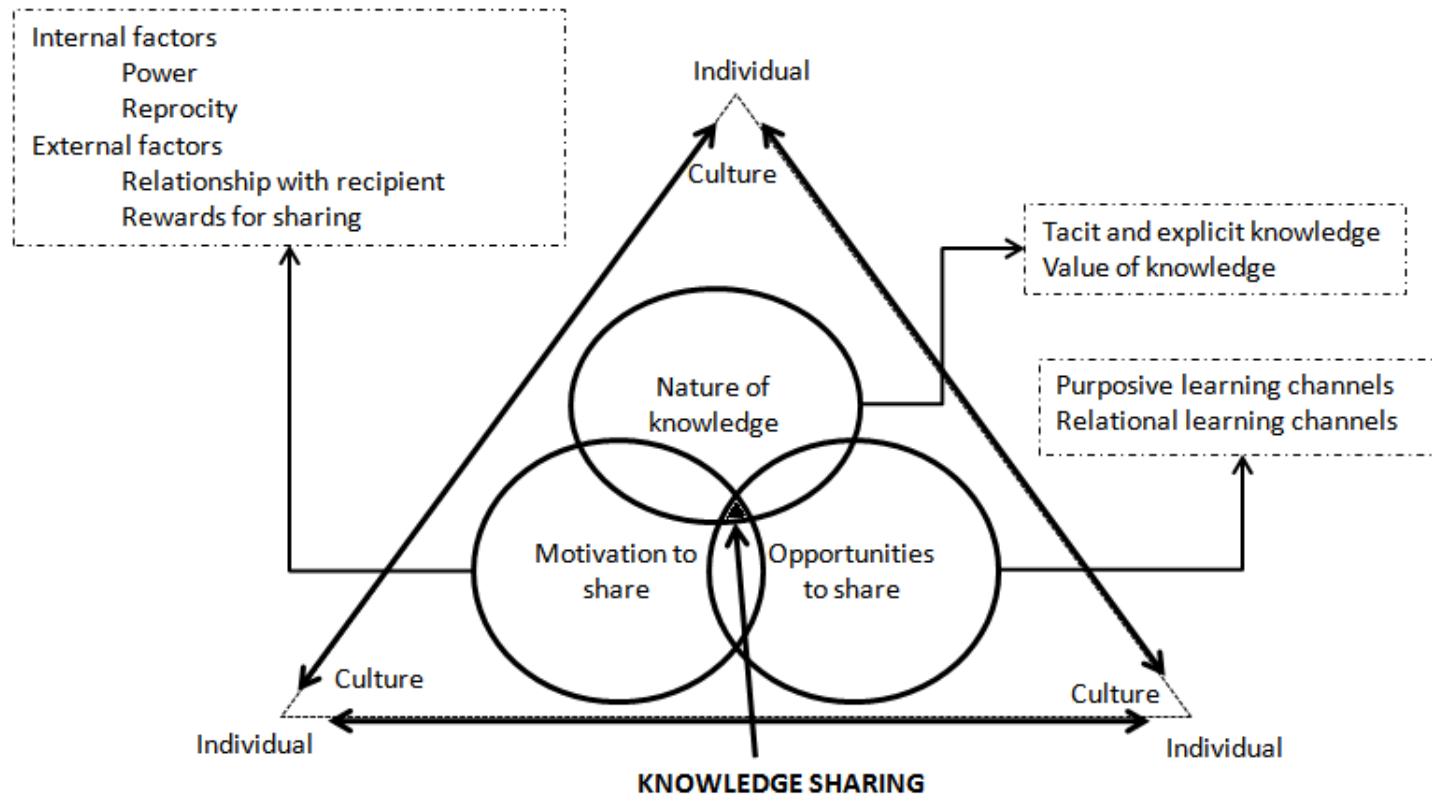 Internal factors
Power
Reprocity
External factors
Relationship with recipient
Rewards for sharing
Individual
Culture
Tacit and explicit knowledge
Value of knowledge
Purposive learning channels
Relational learning channels
Nature of
knowledge
Motivation to
share
Opportunities
to share
Culture
Culture
Individual
Individual
KNOWLEDGE SHARING